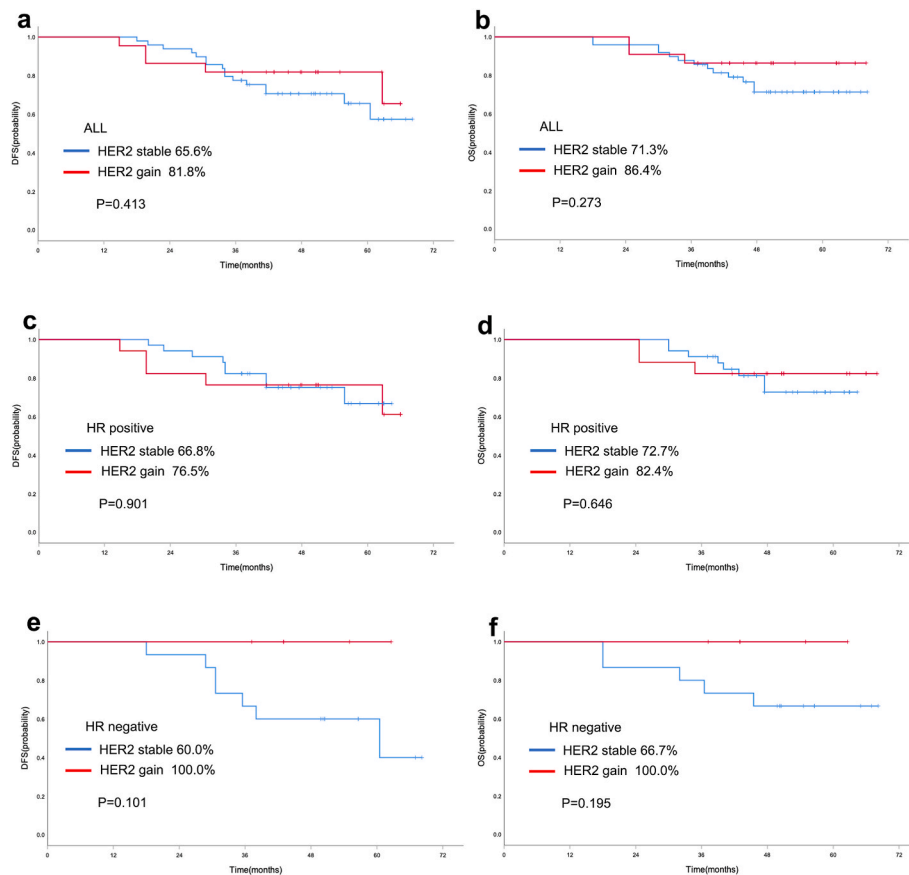 a
1.0
0.8
0.6
0.4
0.2
0.0
DFS(probability)
ALL
HER2 stable 65.6%
HER2 gain 81.8%
P=0.413
0 12 24 36 48 60 72
Time(months)
b
1.0
0.8
0.6
0.4
0.2
0.0
OS(probability)
ALL
HER2 stable 71.3%
HER2 gain 86.4%
P=0.273
0 12 24 36 48 60 72
Time(months)
c
1.0
0.8
0.6
0.4
0.2
0.0
DFS(probability)
HR positive
HER2 stable 66.8%
HER2 gain 76.5%
P=0.901
0 12 24 36 48 60 72
Time(months)
d
1.0
0.8
0.6
0.4
0.2
0.0
OS(probability)
HR positive
HER2 stable 72.7%
HER2 gain 82.4%
P=0.646
0 12 24 36 48 60 72
Time(months)
e
1.0
0.8
0.6
0.4
0.2
0.0
DFS(probability)
HR negative
HER2 stable 60.0%
HER2 gain 100.0%
P=0.101
0 12 24 36 48 60 72
Time(months)
f
1.0
0.8
0.6
0.4
0.2
0.0
OS(probability)
HR negative
HER2 stable 66.7%
HER2 gain 100.0%
P=0.195
0 12 24 36 48 60 72
Time(months)